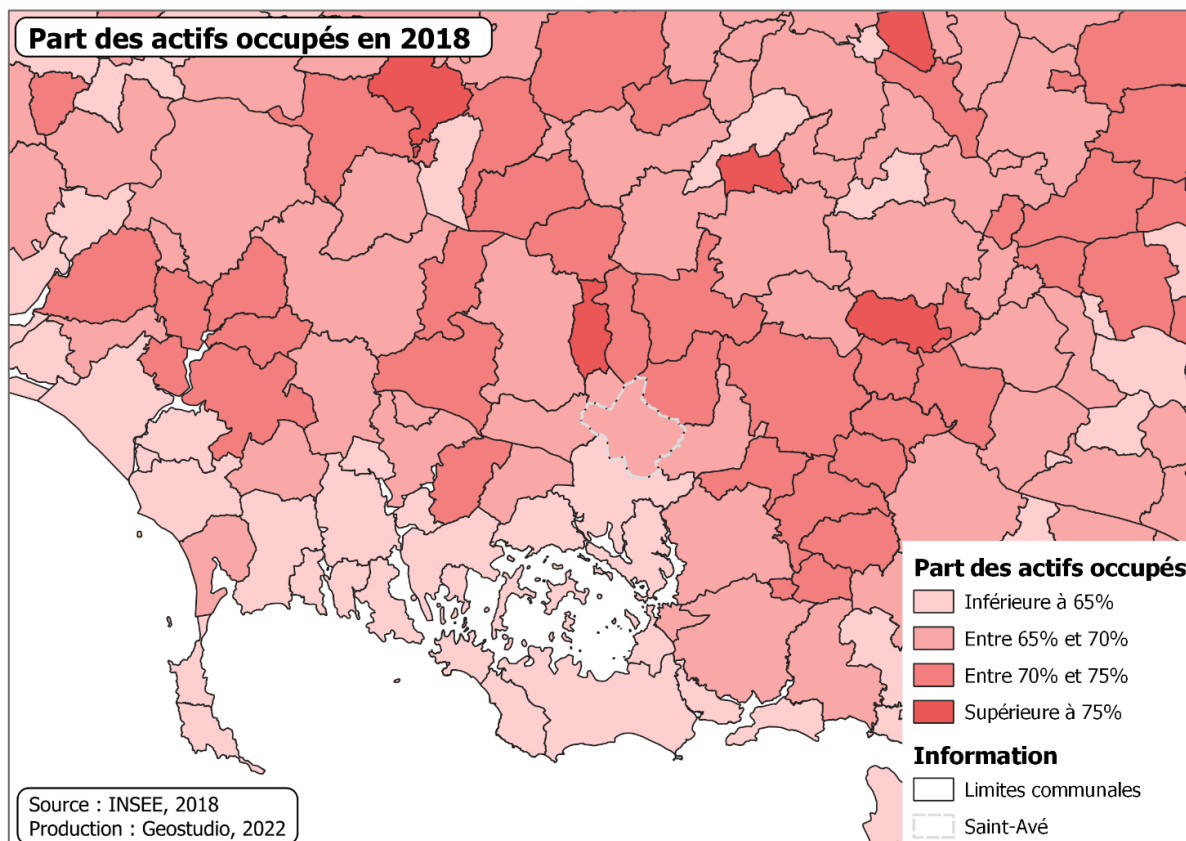 Part des actifs occupés en 2018
Part des actifs occupés
Inférieure à 65%
Entre 65% et 70%
Entre 70% et 75%
Supérieure à 75%
Information
Limites communales
Saint-Avé
Source : INSEE, 2018
Production : Geostudio, 2022